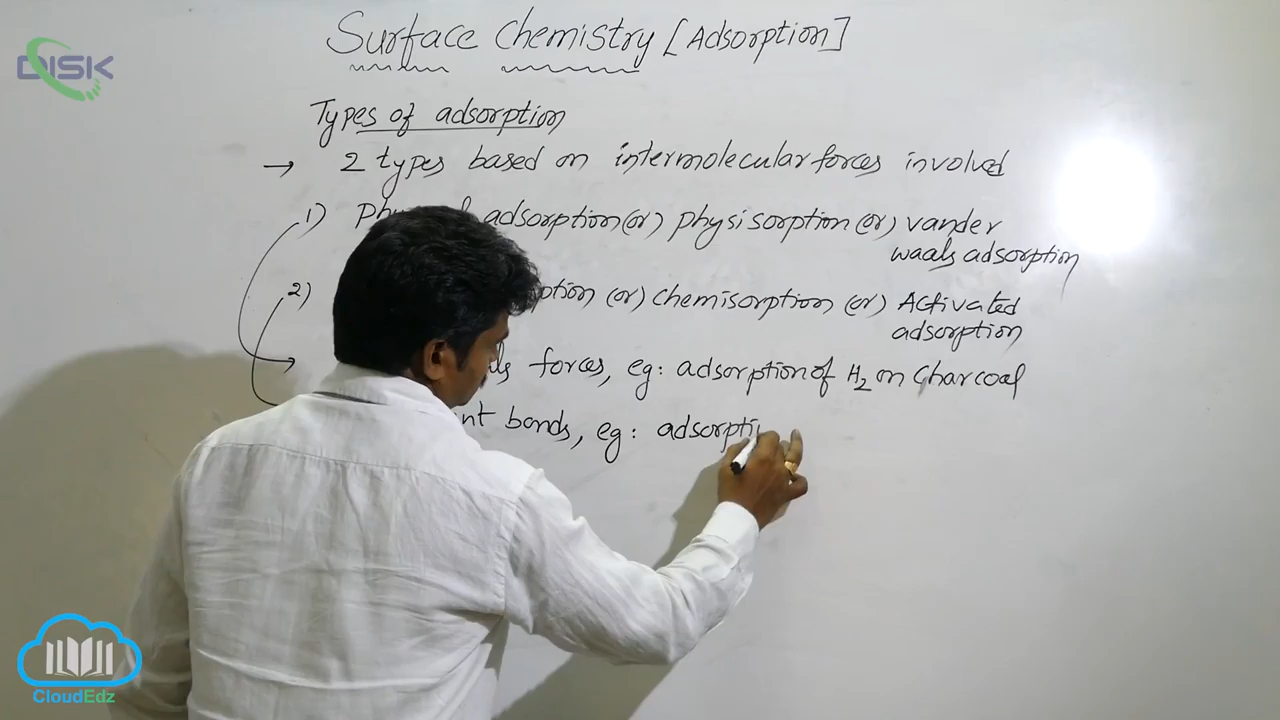 DISK
Surface Chemistry [Adsorption]
Types of adsorption
→ 2 types based on intermolecular forces involved
1) adsorption (or) physisorption (or) vander
waals adsorption
2) (or) chemisorption (or) Activated
adsorption
forces, eg: adsorption of H2 on Charcoal
bonds, eg: adsorpti
CloudEdz